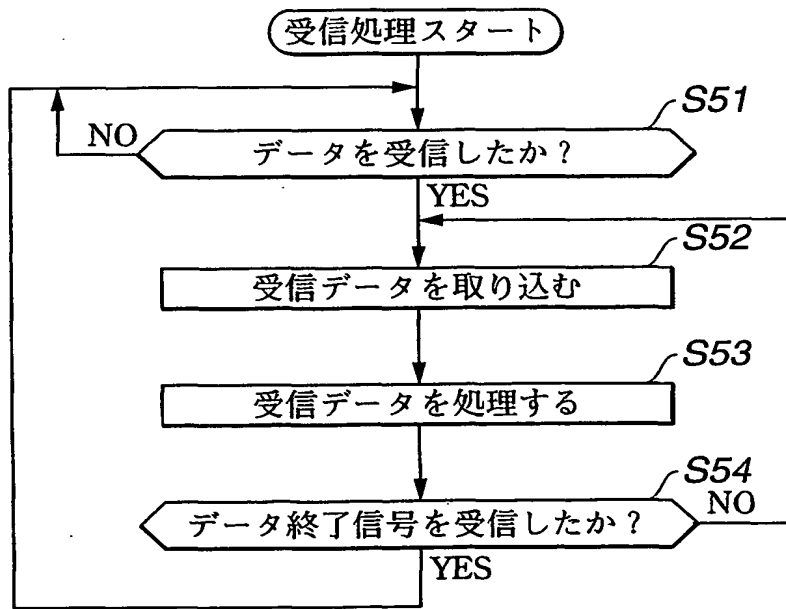 受信処理スタート
S51
NO
データを受信したか？
YES
S52
受信データを取り込む
S53
受信データを処理する
S54
データ終了信号を受信したか？
NO
YES